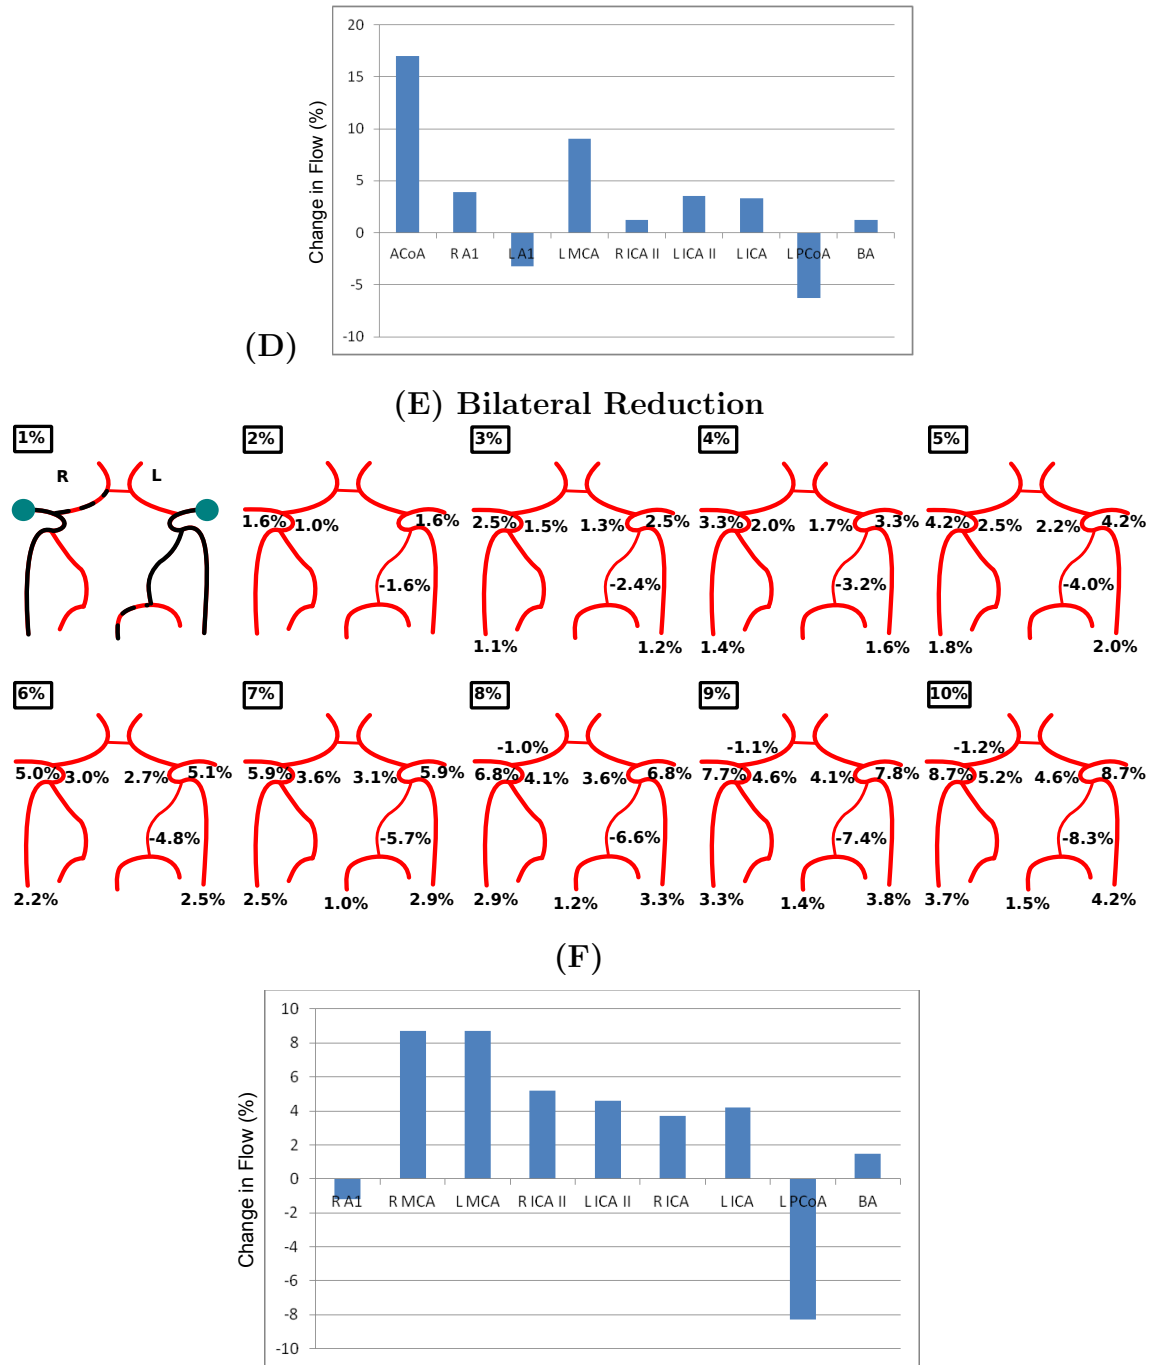 20
15
10
5
0
-5
-10
Change in Flow (%)
ACoA R A1 L A1 L MCA R ICA II L ICA II L ICA L PCoA BA
(D)
(E) Bilateral Reduction
1% 2% 3% 4% 5%
R L
1.6% 1.0% 1.6% 2.5% 1.5% 1.3% 2.5% 3.3% 2.0% 1.7% 3.3% 4.2% 2.5% 2.2% 4.2%
-1.6% -2.4% -3.2% -4.0%
1.1% 1.2% 1.4% 1.6% 1.8% 2.0%
6% 7% 8% 9% 10%
-1.0% -1.1% -1.2%
5.0% 3.0% 2.7% 5.1% 5.9% 3.6% 3.1% 5.9% 6.8% 4.1% 3.6% 6.8% 7.7% 4.6% 4.1% 7.8% 8.7% 5.2% 4.6% 8.7%
-4.8% -5.7% -6.6% -7.4% -8.3%
2.2% 2.5% 2.5% 1.0% 2.9% 2.9% 1.2% 3.3% 3.3% 1.4% 3.8% 3.7% 1.5% 4.2%
(F)
10
8
6
4
2
0
-2
-4
-6
-8
-10
Change in Flow (%)
R A1 R MCA L MCA R ICA II L ICA II R ICA L ICA L PCoA BA